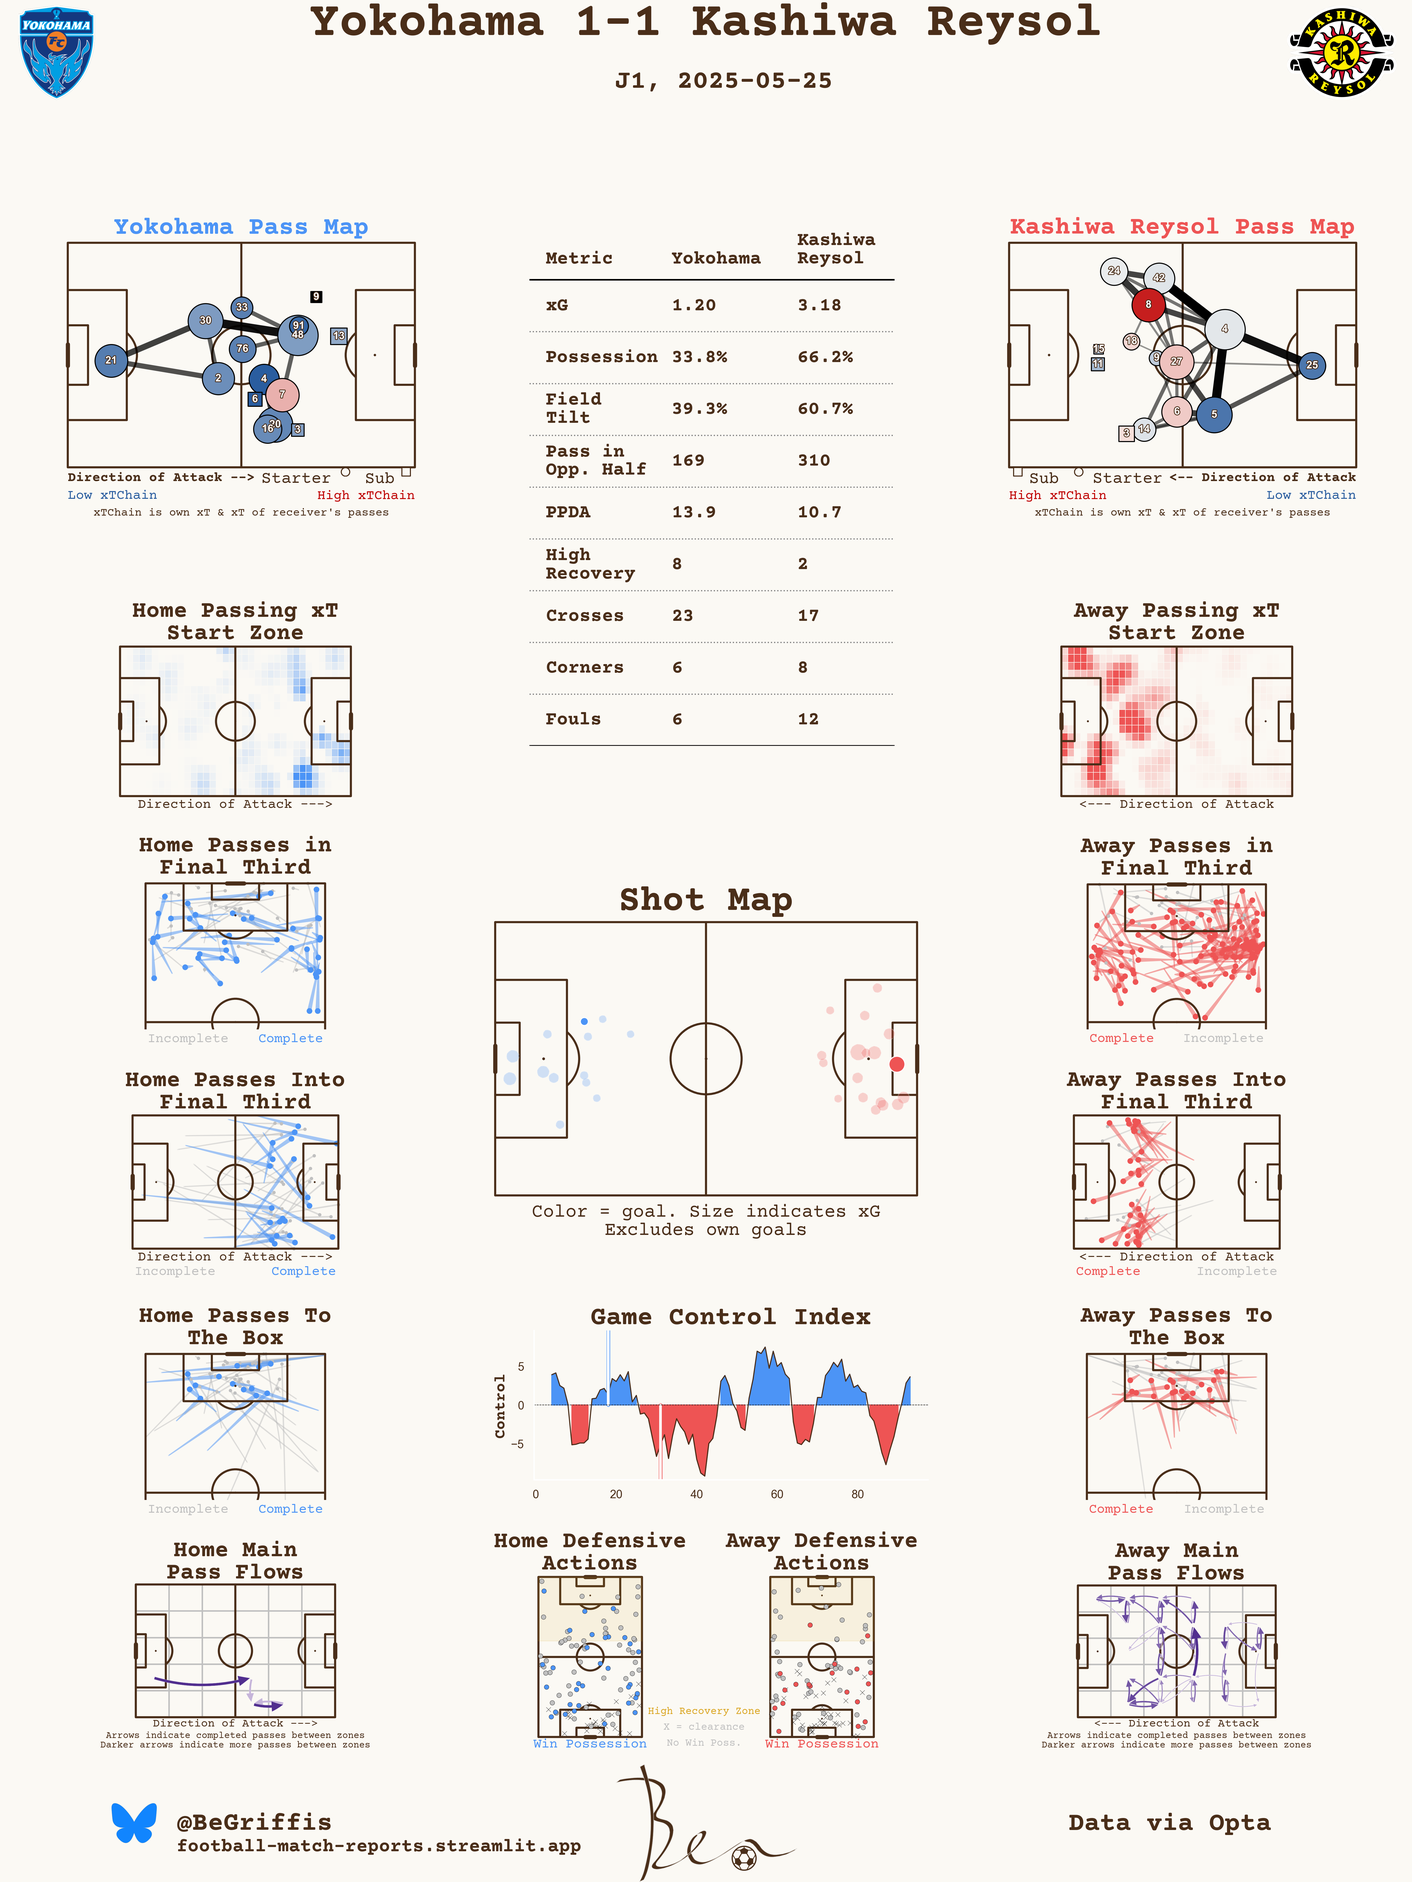 Yokohama 1-1 Kashiwa Reysol
J1, 2025-05-25
YOKOHAMA
FC
KASHIWA
R
REYSOL
Yokohama Pass Map
9
33
30
91
48
13
76
21
2
4
7
6
20
16
3
Direction of Attack --> Starter Sub
Low xTChain High xTChain
xTChain is own xT & xT of receiver's passes
Metric Yokohama Kashiwa Reysol
xG 1.20 3.18
Possession 33.8% 66.2%
Field Tilt 39.3% 60.7%
Pass in Opp. Half 169 310
PPDA 13.9 10.7
High Recovery 8 2
Crosses 23 17
Corners 6 8
Fouls 6 12
Kashiwa Reysol Pass Map
24
42
8
4
18
15
9
27
11
25
6
5
14
3
Sub Starter <-- Direction of Attack
High xTChain Low xTChain
xTChain is own xT & xT of receiver's passes
Home Passing xT
Start Zone
Direction of Attack --->
Away Passing xT
Start Zone
<--- Direction of Attack
Home Passes in
Final Third
Incomplete Complete
Shot Map
Color = goal. Size indicates xG
Excludes own goals
Away Passes in
Final Third
Complete Incomplete
Home Passes Into
Final Third
Direction of Attack --->
Incomplete Complete
Away Passes Into
Final Third
<--- Direction of Attack
Complete Incomplete
Home Passes To
The Box
Incomplete Complete
Game Control Index
Control
5
0
−5
0 20 40 60 80
Away Passes To
The Box
Complete Incomplete
Home Main
Pass Flows
Direction of Attack --->
Arrows indicate completed passes between zones
Darker arrows indicate more passes between zones
Home Defensive
Actions
Win Possession
Away Defensive
Actions
Win Possession
High Recovery Zone
X = clearance
No Win Poss.
Away Main
Pass Flows
<--- Direction of Attack
Arrows indicate completed passes between zones
Darker arrows indicate more passes between zones
@BeGriffis
football-match-reports.streamlit.app
Ben
Data via Opta